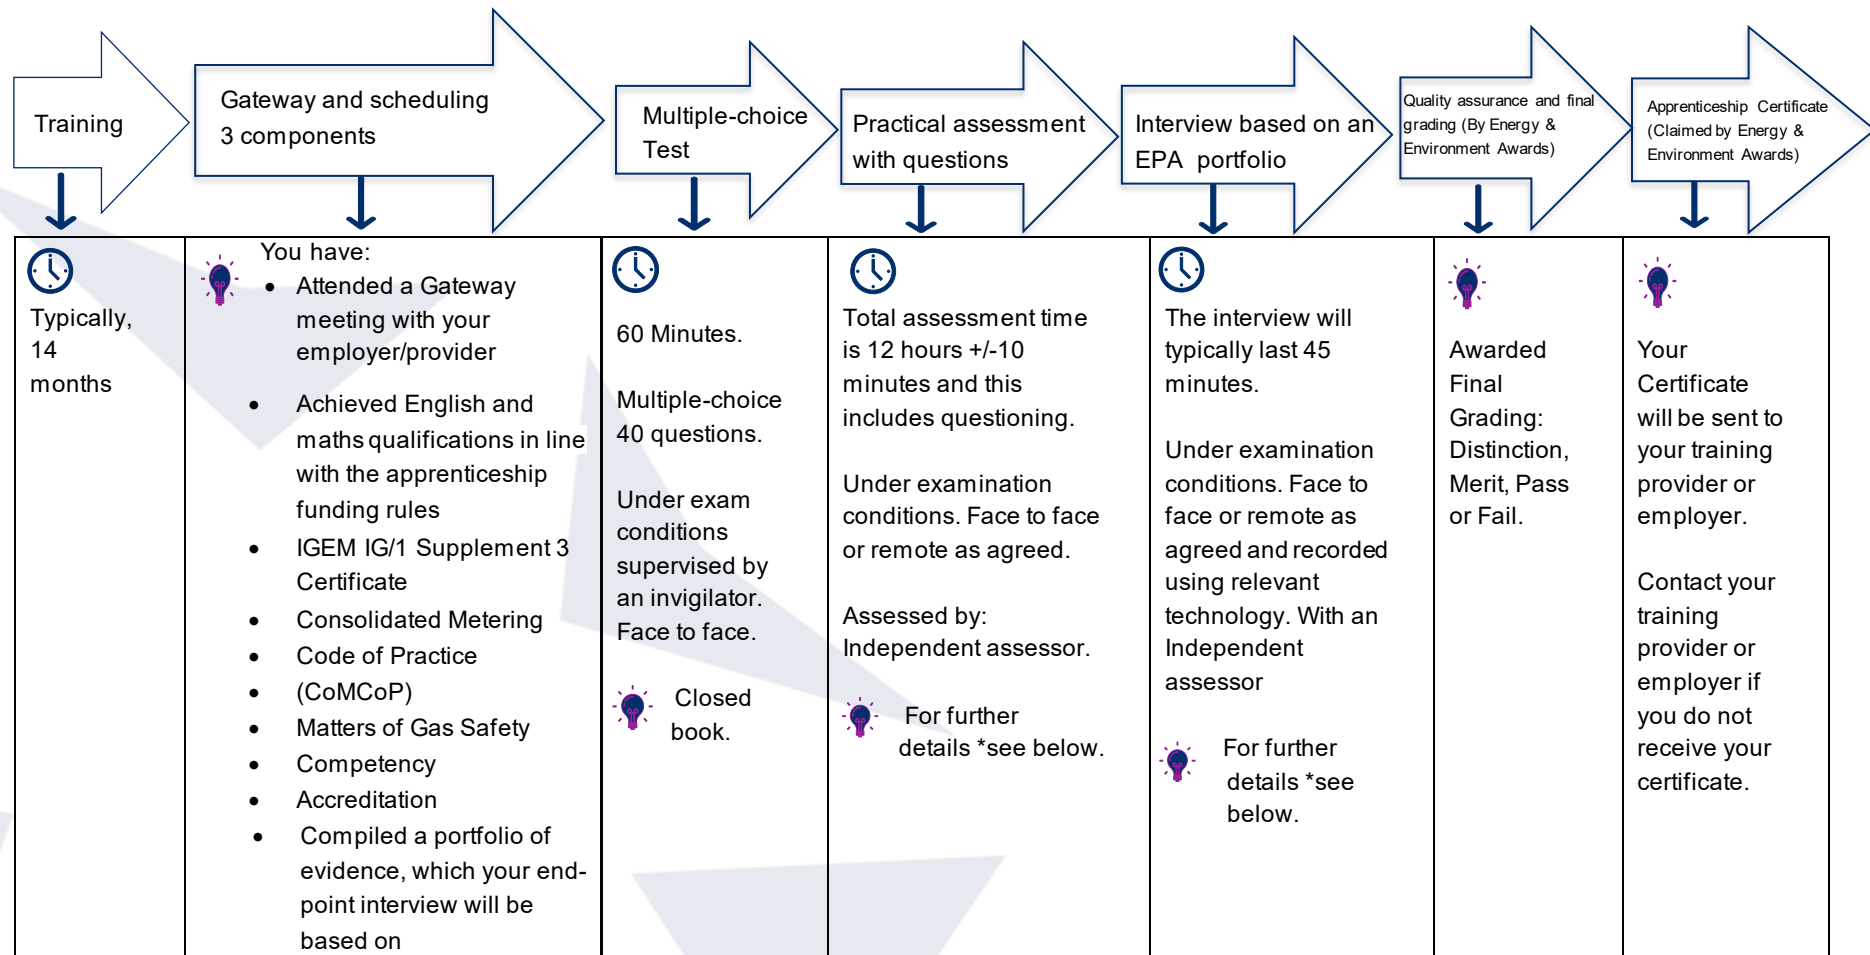 Training
Gateway and scheduling
3 components
Multiple-choice
Test
Practical assessment
with questions
Interview based on an
EPA portfolio
Quality assurance and final
grading (By Energy &
Environment Awards)
Apprenticeship Certificate
(Claimed by Energy &
Environment Awards)
Typically,
14
months
You have:
• Attended a Gateway
meeting with your
employer/provider
• Achieved English and
maths qualifications in line
with the apprenticeship
funding rules
• IGEM IG/1 Supplement 3
Certificate
• Consolidated Metering
• Code of Practice
• (CoMCoP)
• Matters of Gas Safety
• Competency
• Accreditation
• Compiled a portfolio of
evidence, which your end-
point interview will be
based on
60 Minutes.
Multiple-choice
40 questions.
Under exam
conditions
supervised by
an invigilator.
Face to face.
Closed
book.
Total assessment time
is 12 hours +/-10
minutes and this
includes questioning.
Under examination
conditions. Face to face
or remote as agreed.
Assessed by:
Independent assessor.
For further
details *see below.
The interview will
typically last 45
minutes.
Under examination
conditions. Face to
face or remote as
agreed and recorded
using relevant
technology. With an
Independent
assessor
For further
details *see
below.
Awarded
Final
Grading:
Distinction,
Merit, Pass
or Fail.
Your
Certificate
will be sent to
your training
provider or
employer.
Contact your
training
provider or
employer if
you do not
receive your
certificate.